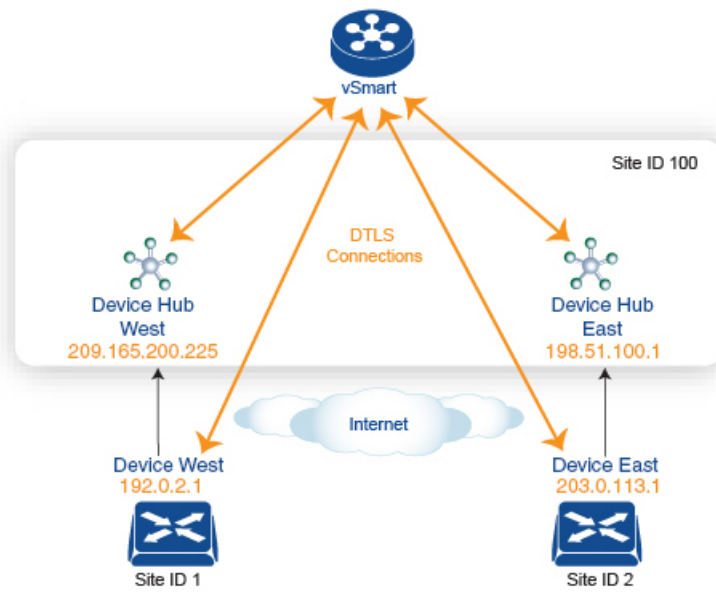 vSmart
Site ID 100
DTLS
Connections
Device Hub
West
209.165.200.225
Device Hub
East
198.51.100.1
Internet
Device West
192.0.2.1
Device East
203.0.113.1
Site ID 1
Site ID 2